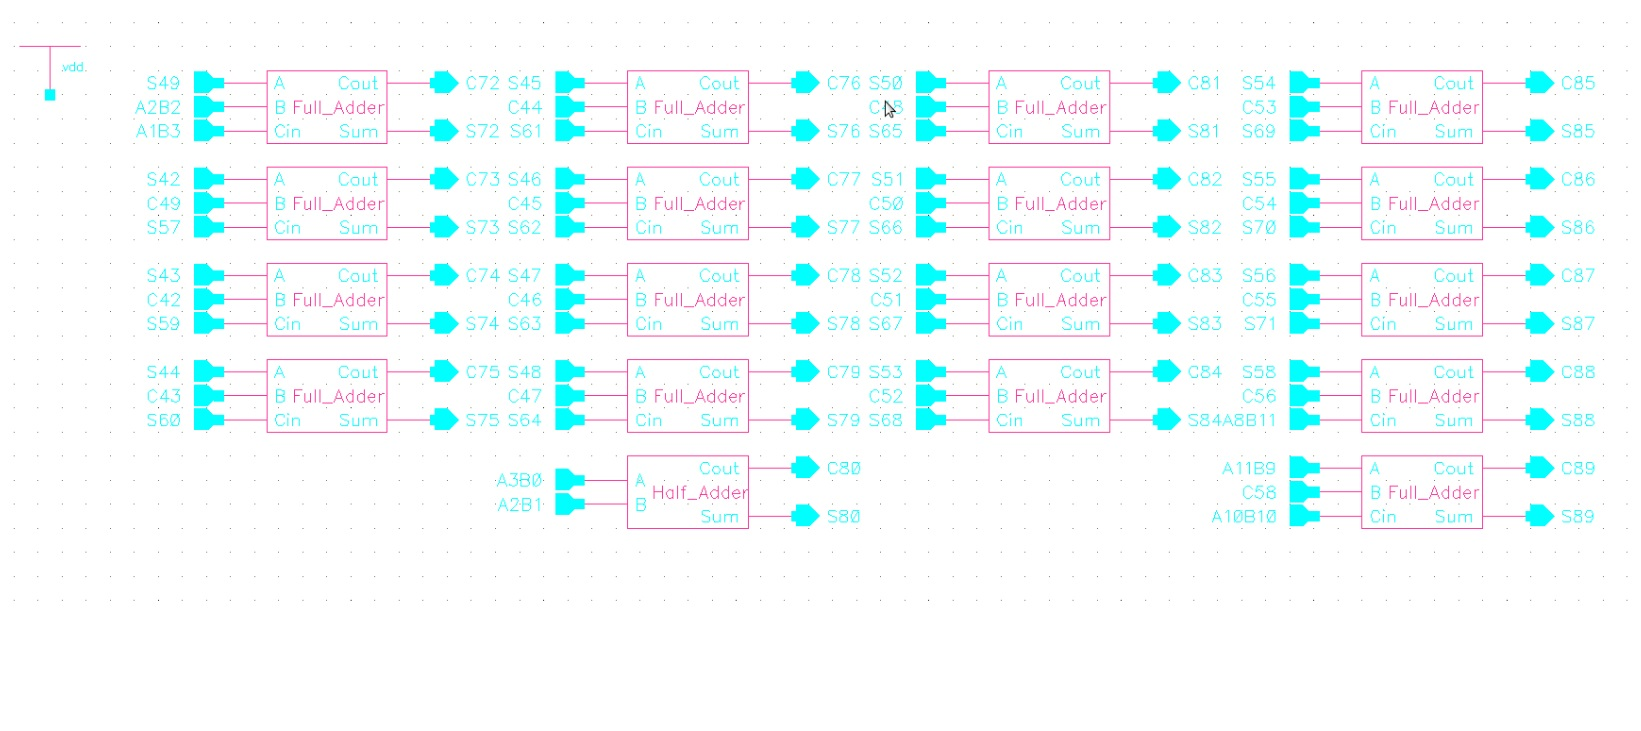 vdd
S49 A Cout C72 S45 A Cout C76 S50 A Cout C81 S54 A Cout C85
A2B2 B Full_Adder C44 B Full_Adder B Full_Adder C53 B Full_Adder
A1B3 Cin Sum S72 S61 Cin Sum S76 S65 Cin Sum S81 S69 Cin Sum S85
S42 A Cout C73 S46 A Cout C77 S51 A Cout C82 S55 A Cout C86
C49 B Full_Adder C45 B Full_Adder C50 B Full_Adder C54 B Full_Adder
S57 Cin Sum S73 S62 Cin Sum S77 S66 Cin Sum S82 S70 Cin Sum S86
S43 A Cout C74 S47 A Cout C78 S52 A Cout C83 S56 A Cout C87
C42 B Full_Adder C46 B Full_Adder C51 B Full_Adder C55 B Full_Adder
S59 Cin Sum S74 S63 Cin Sum S78 S67 Cin Sum S83 S71 Cin Sum S87
S44 A Cout C75 S48 A Cout C79 S53 A Cout C84 S58 A Cout C88
C43 B Full_Adder C47 B Full_Adder C52 B Full_Adder C56 B Full_Adder
S60 Cin Sum S75 S64 Cin Sum S79 S68 Cin Sum S84 A8B11 Cin Sum S88
Cout C80 A11B9 A Cout C89
A3B0 A Half_Adder C58 B Full_Adder
A2B1 B
Sum S80 A10B10 Cin Sum S89